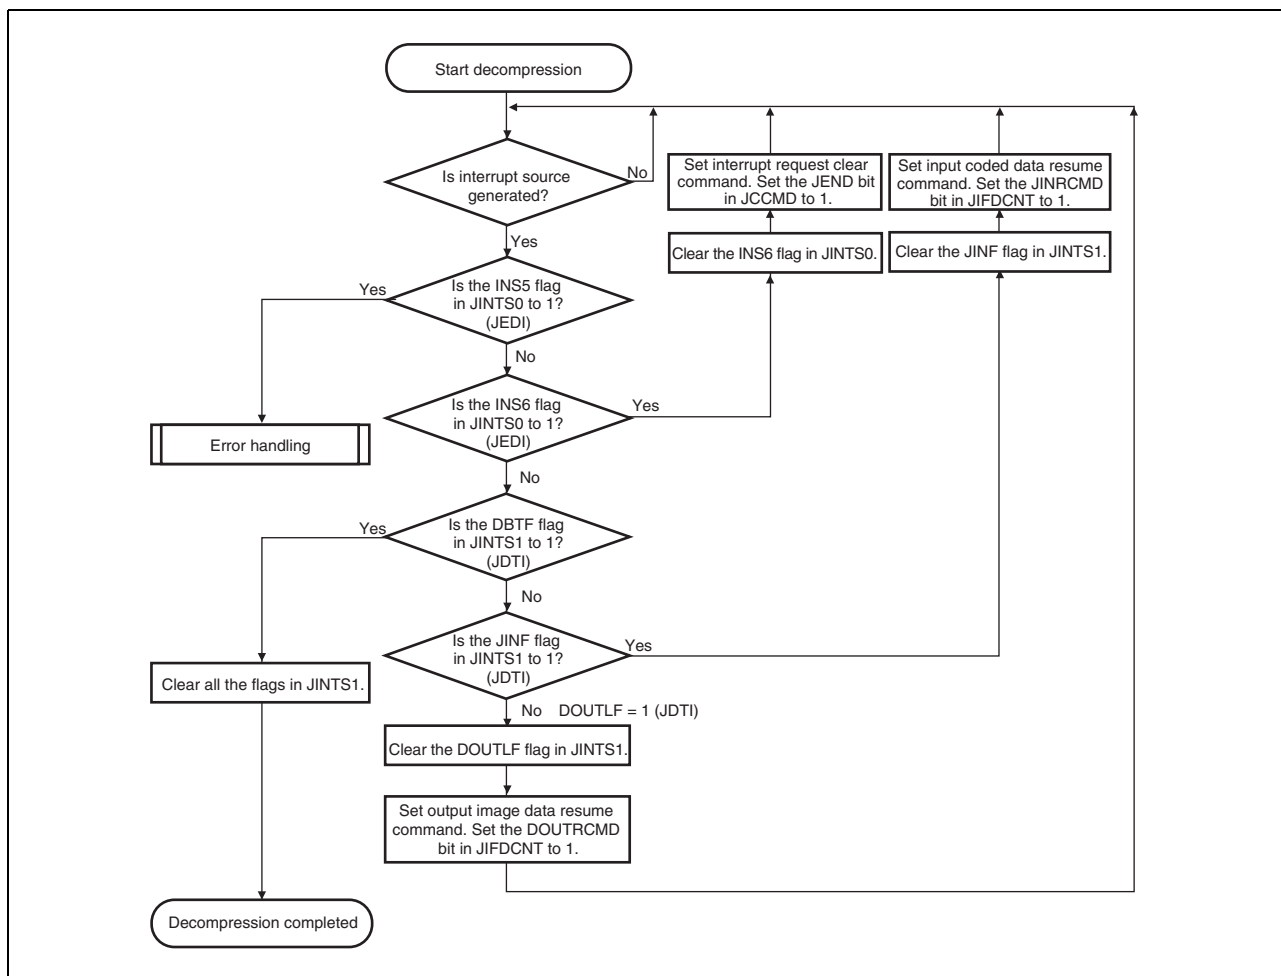 Start decompression
Is interrupt source
generated?
No
Set interrupt request clear
command. Set the JEND bit
in JCCMD to 1.
Set input coded data resume
command. Set the JINRCMD
bit in JIFDCNT to 1.
Yes
Clear the INS6 flag in JINTS0.
Clear the JINF flag in JINTS1.
Yes
Is the INS5 flag
in JINTS0 to 1?
(JEDI)
No
Is the INS6 flag
in JINTS0 to 1?
(JEDI)
Yes
Error handling
No
Yes
Is the DBTF flag
in JINTS1 to 1?
(JDTI)
No
Is the JINF flag
in JINTS1 to 1?
(JDTI)
Yes
Clear all the flags in JINTS1.
No DOUTLF = 1 (JDTI)
Clear the DOUTLF flag in JINTS1.
Set output image data resume
command. Set the DOUTRCMD
bit in JIFDCNT to 1.
Decompression completed